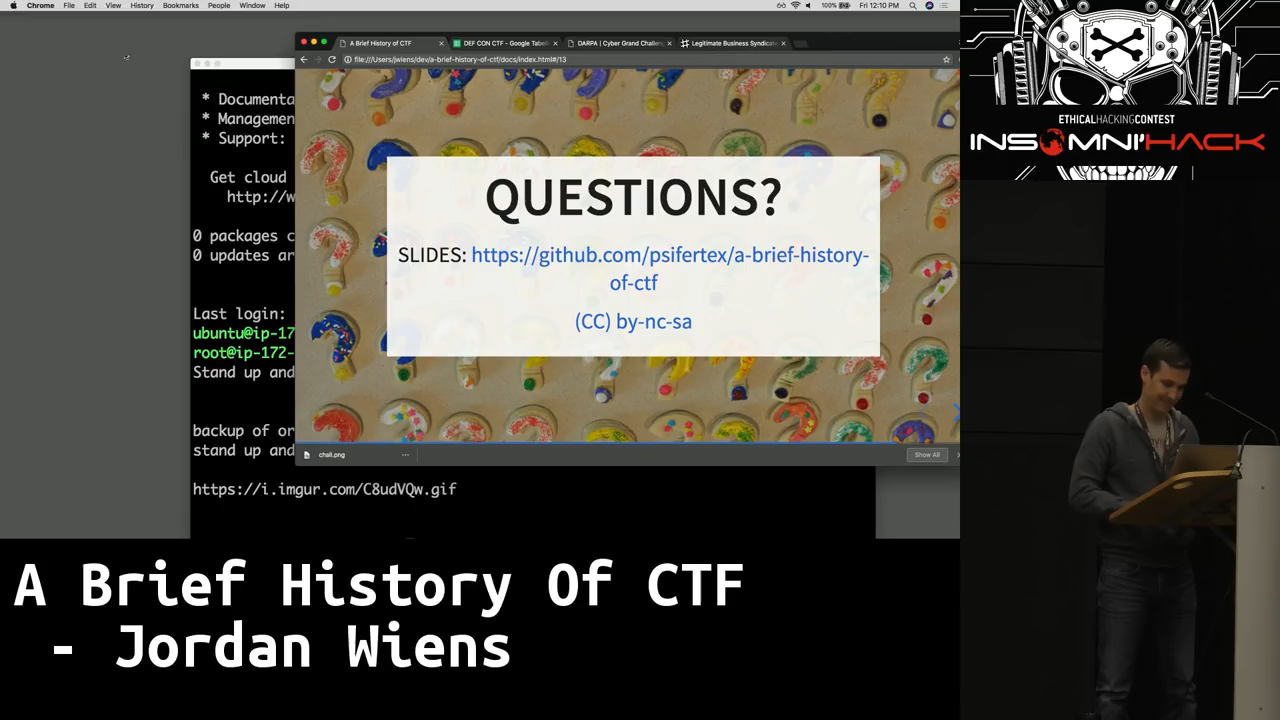 Chrome File Edit View History Bookmarks People Window Help
100% Fri 12:10 PM
A Brief History of CTF
DEF CON CTF - Google Tabell
DARPA | Cyber Grand Challen
Legitimate Business Syndicate
file:///Users/jwiens/dev/a-brief-history-of-ctf/docs/index.html#/13
* Documenta
* Managemen
* Support:
Get cloud
http://w
0 packages c
0 updates ar
Last login:
ubuntu@ip-17
root@ip-172-
Stand up and
backup of or
stand up and
https://i.imgur.com/C8udVQw.gif
QUESTIONS?
SLIDES: https://github.com/psifertex/a-brief-history-
of-ctf
(CC) by-nc-sa
chall.png
Show All
ETHICALHACKINGCONTEST
INSOMNI'HACK
A Brief History Of CTF
- Jordan Wiens